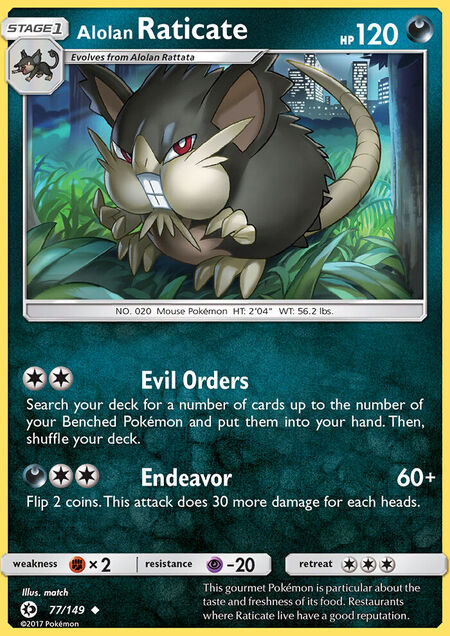 STAGE1 Alolan Raticate HP 120
Evolves from Alolan Rattata
NO. 020 Mouse Pokémon HT: 2'04" WT: 56.2 lbs.
Evil Orders
Search your deck for a number of cards up to the number of
your Benched Pokémon and put them into your hand. Then,
shuffle your deck.
Endeavor 60+
Flip 2 coins. This attack does 30 more damage for each heads.
weakness ×2 resistance -20 retreat
Illus. match
77/149
©2017 Pokémon
This gourmet Pokémon is particular about the
taste and freshness of its food. Restaurants
where Raticate live have a good reputation.